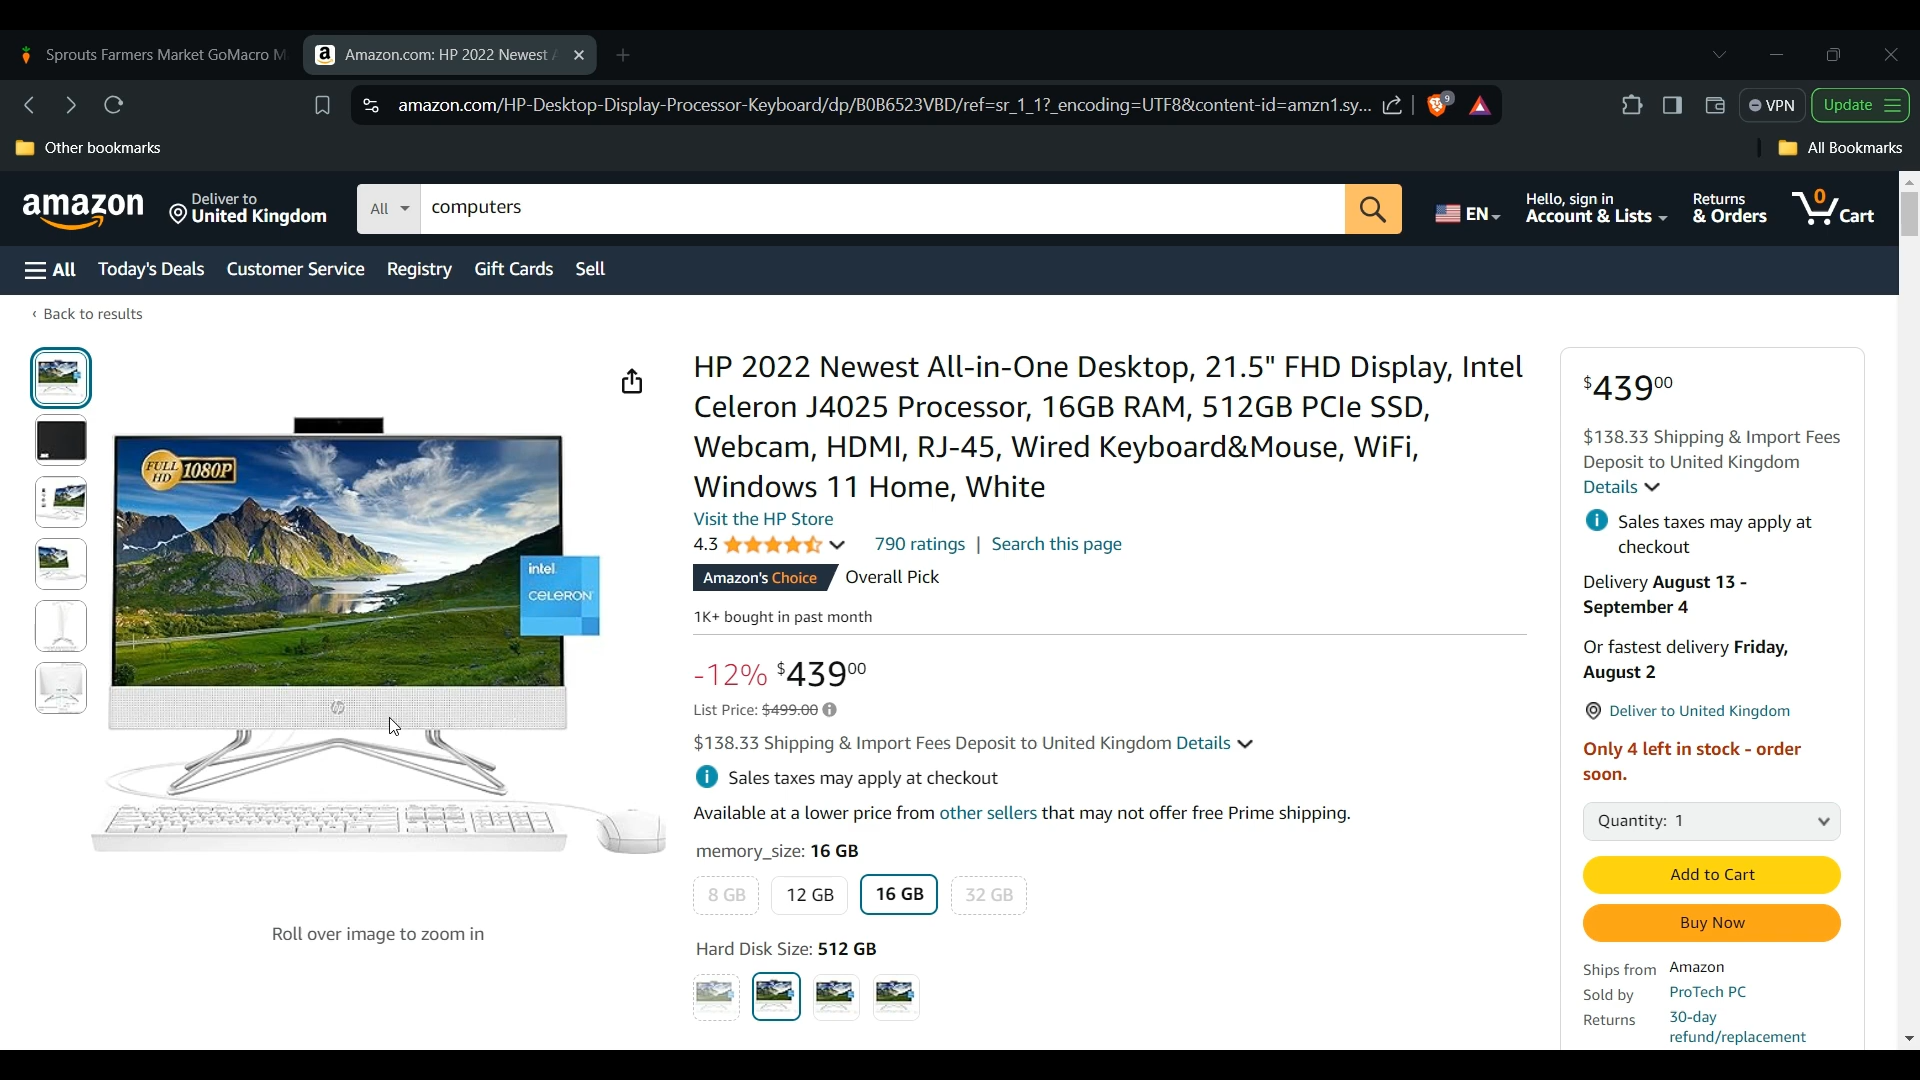 Sprouts Farmers Market GoMacro M
Amazon.com: HP 2022 Newest A
amazon.com/HP-Desktop-Display-Processor-Keyboard/dp/B0B6523VBD/ref=sr_1_1?_encoding=UTF8&content-id=amzn1.sy...
9
VPN
Update
Other bookmarks
All Bookmarks
amazon
Deliver to
United Kingdom
All
computers
EN
Hello, sign in
Account & Lists
Returns
& Orders
0
Cart
All
Today's Deals
Customer Service
Registry
Gift Cards
Sell
‹ Back to results
FULL HD 1080P
intel.
CELERON
hp
Roll over image to zoom in
HP 2022 Newest All-in-One Desktop, 21.5" FHD Display, Intel
Celeron J4025 Processor, 16GB RAM, 512GB PCIe SSD,
Webcam, HDMI, RJ-45, Wired Keyboard&Mouse, WiFi,
Windows 11 Home, White
Visit the HP Store
4.3
790 ratings | Search this page
Amazon's Choice Overall Pick
1K+ bought in past month
-12% $43900
List Price: $499.00
$138.33 Shipping & Import Fees Deposit to United Kingdom Details
Sales taxes may apply at checkout
Available at a lower price from other sellers that may not offer free Prime shipping.
memory_size: 16 GB
8 GB
12 GB
16 GB
32 GB
Hard Disk Size: 512 GB
$43900
$138.33 Shipping & Import Fees
Deposit to United Kingdom
Details
Sales taxes may apply at
checkout
Delivery August 13 -
September 4
Or fastest delivery Friday,
August 2
Deliver to United Kingdom
Only 4 left in stock - order
soon.
Quantity: 1
Add to Cart
Buy Now
Ships from Amazon
Sold by ProTech PC
Returns 30-day
refund/replacement